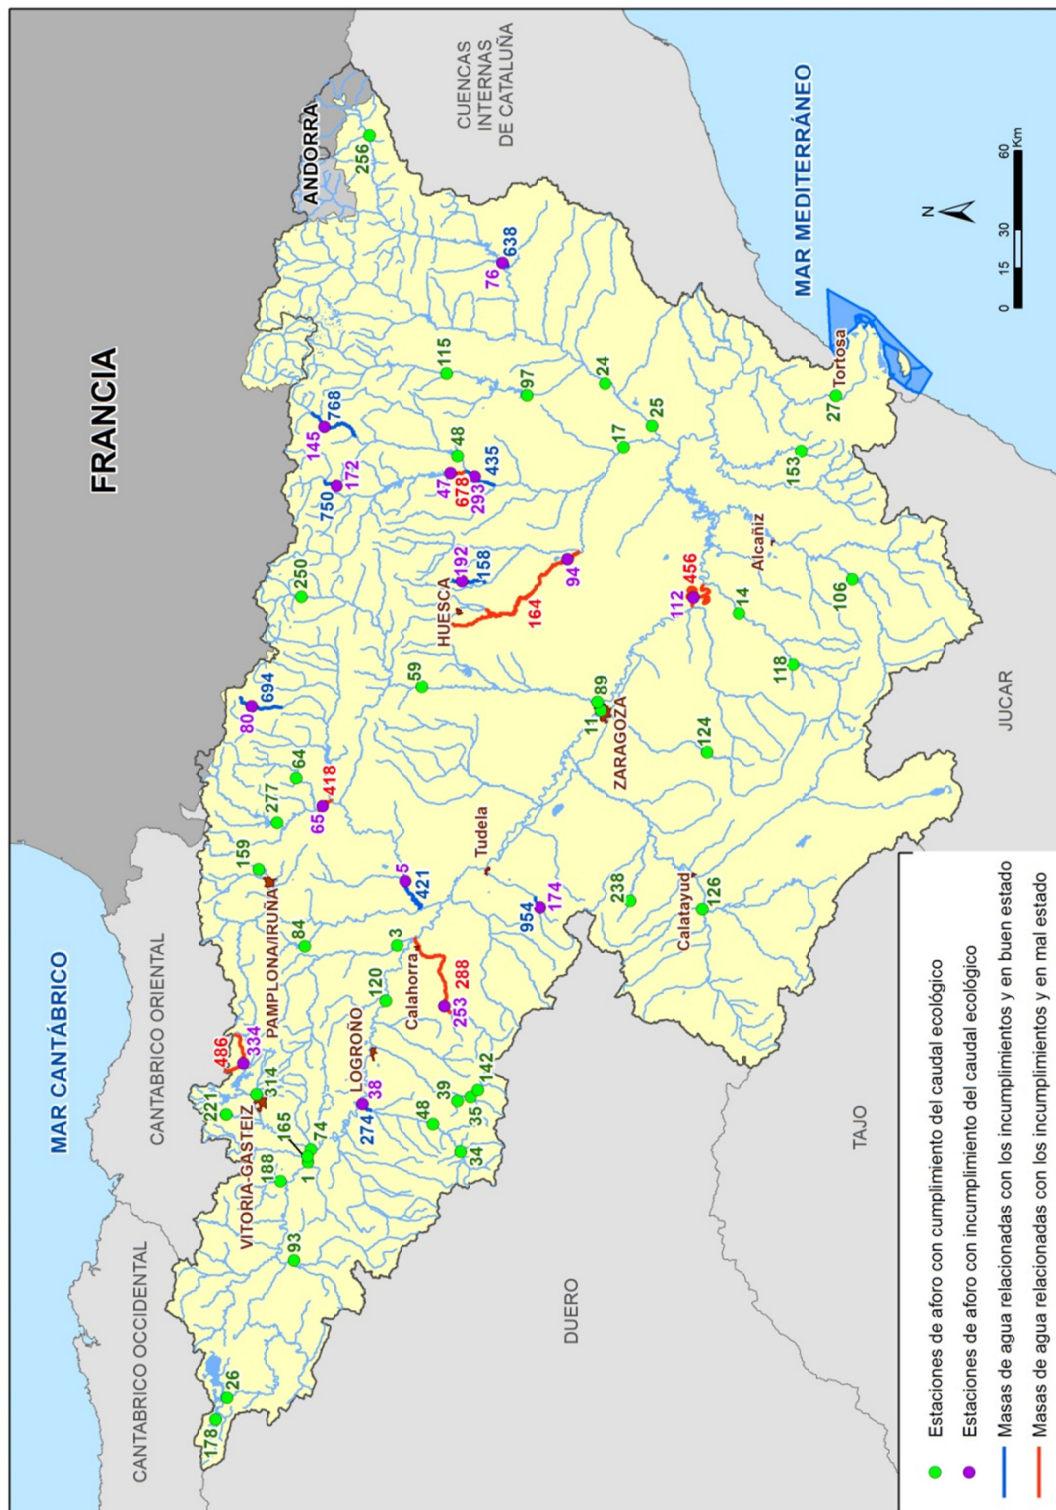 MAR CANTÁBRICO
FRANCIA
CANTABRICO OCCIDENTAL
CANTABRICO ORIENTAL
ANDORRA
CUENCAS
INTERNAS
DE CATALUÑA
MAR MEDITERRÁNEO
DUERO
TAJO
JUCAR
VITORIA-GASTEIZ
PAMPLONA/IRUÑA
LOGROÑO
Calahorra
Tudela
HUESCA
ZARAGOZA
Calatayud
Alcañiz
Tortosa
178
26
93
188
221
165
1
74
314
486
334
84
159
277
64
65
418
80
694
250
750
172
145
768
256
274
38
120
3
5
421
59
192
158
47
48
678
293
435
115
76
638
34
48
39
35
142
253
288
954
174
238
126
11
89
164
94
97
24
17
25
124
112
456
14
118
106
153
27
N
0
15
30
60
Km
Estaciones de aforo con cumplimiento del caudal ecológico
Estaciones de aforo con incumplimiento del caudal ecológico
Masas de agua relacionadas con los incumplimientos y en buen estado
Masas de agua relacionadas con los incumplimientos y en mal estado